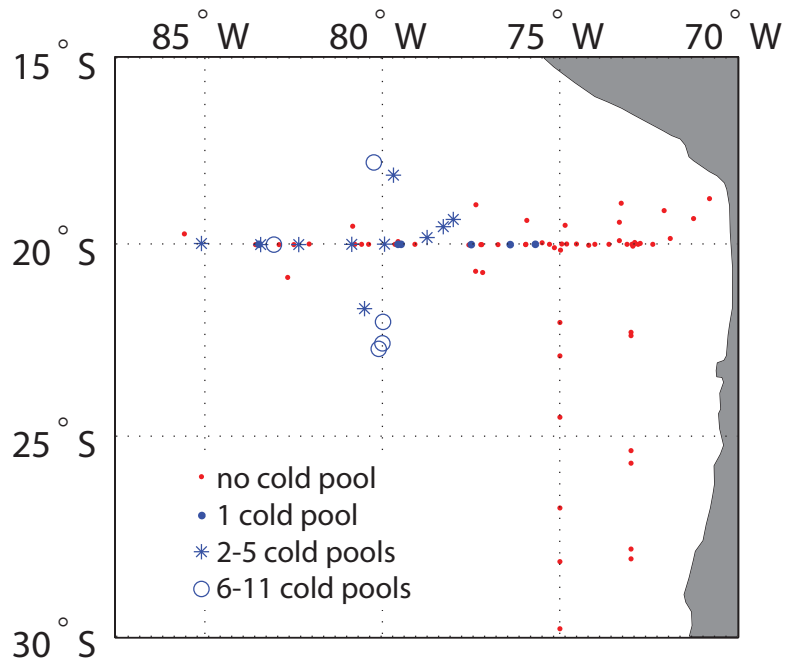 85° W 80° W 75° W 70° W
15° S
20° S
25° S
no cold pool
1 cold pool
2-5 cold pools
6-11 cold pools
30° S